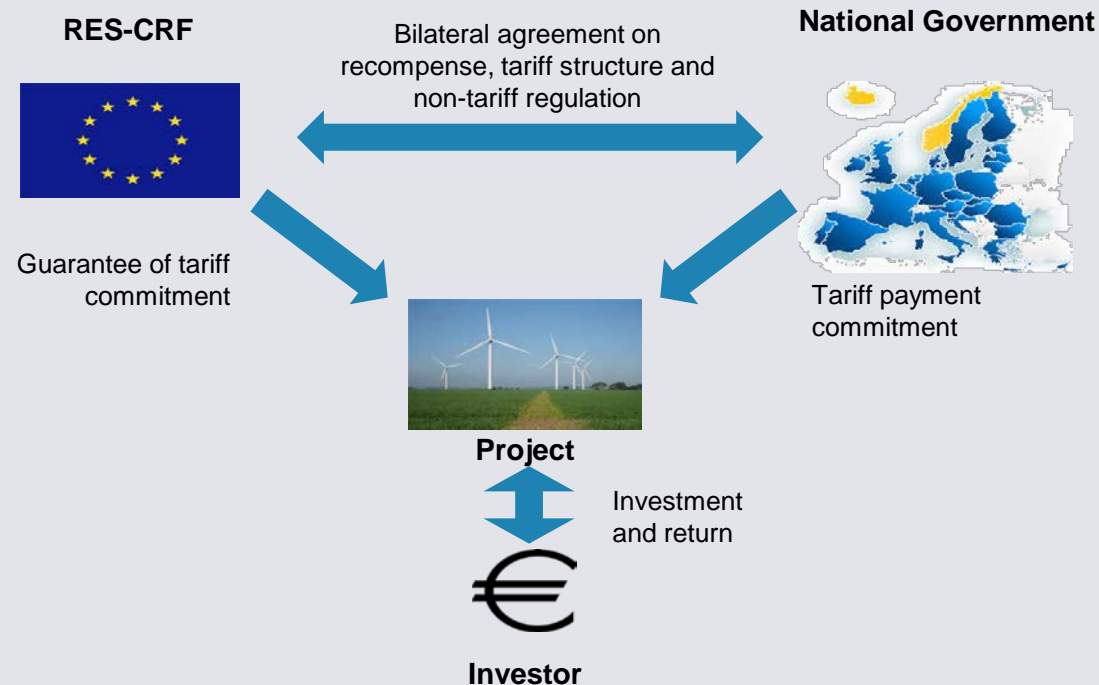 RES-CRF
National Government
Bilateral agreement on
recompense, tariff structure and
non-tariff regulation
Guarantee of tariff
commitment
Tariff payment
commitment
Project
Investment
and return
€
Investor